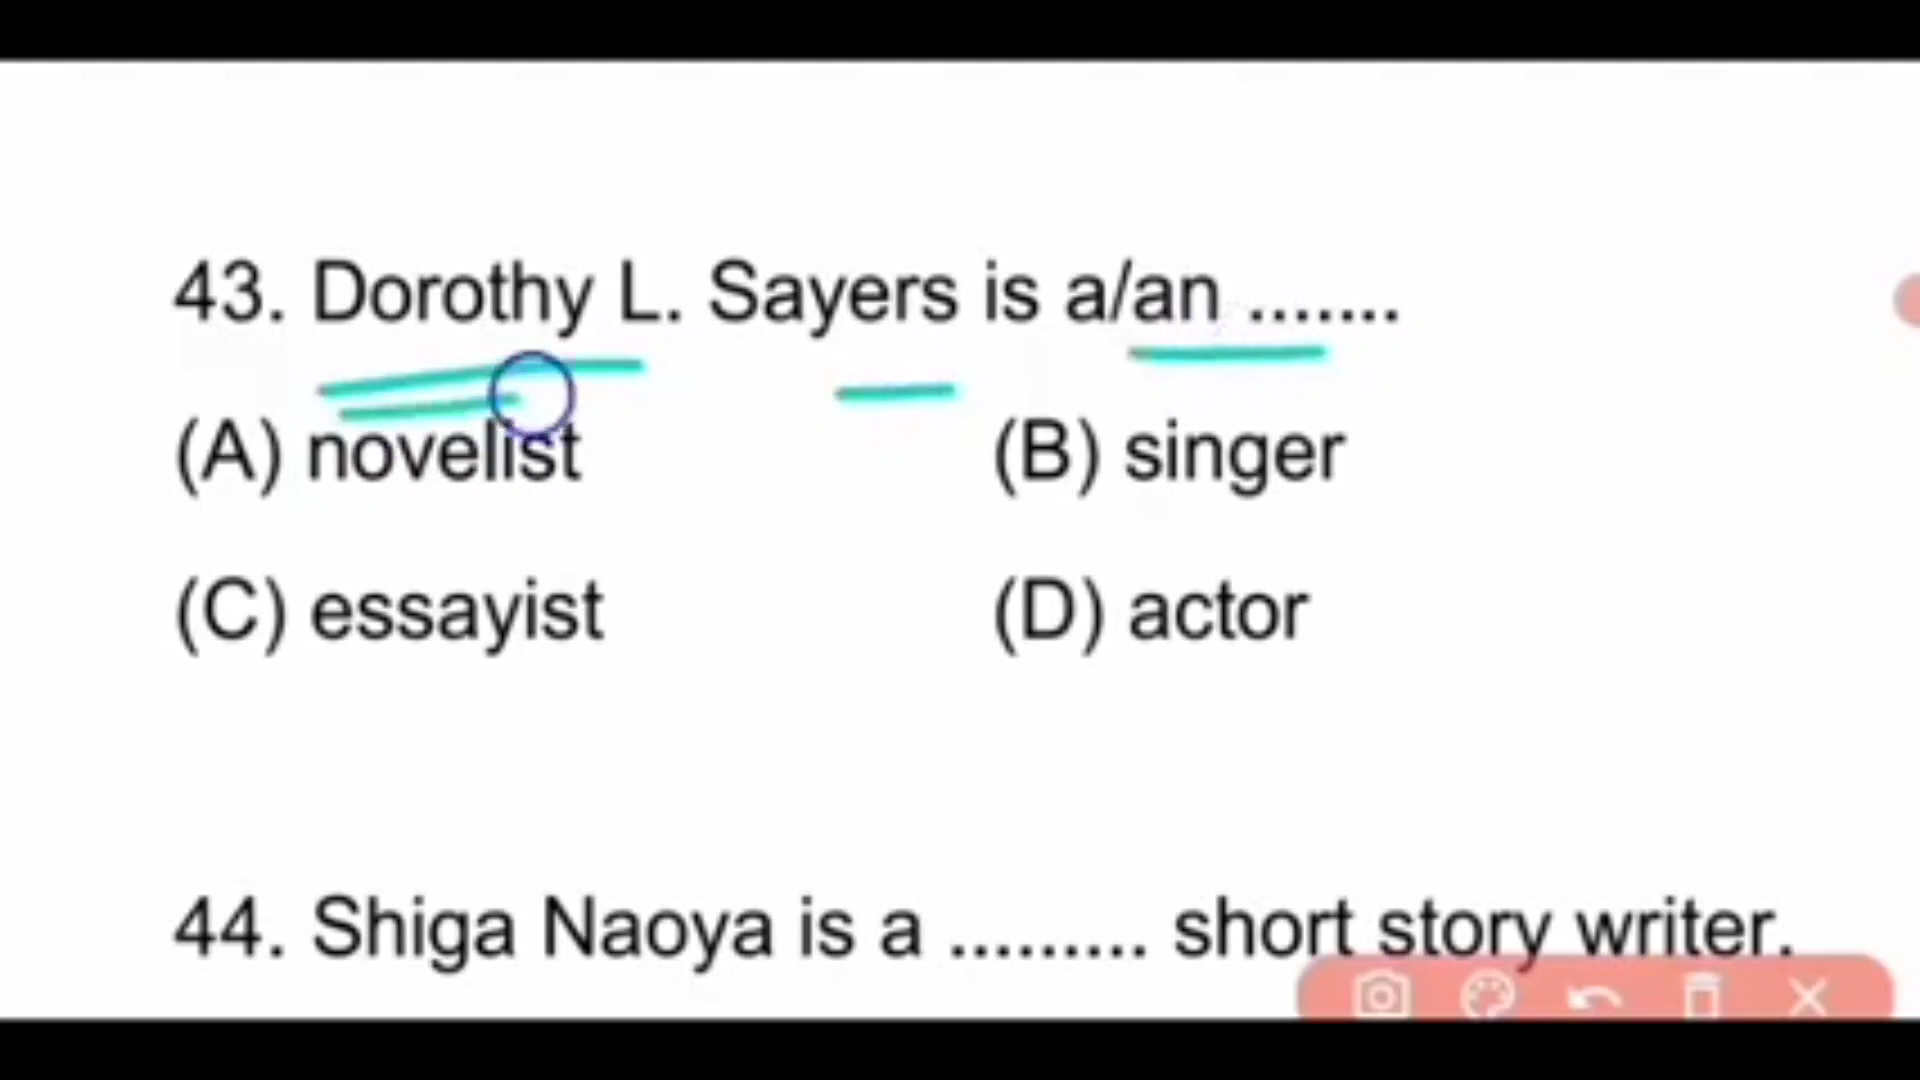 43. Dorothy L. Sayers is a/an .......
(A) novelist (B) singer
(C) essayist (D) actor
44. Shiga Naoya is a ......... short story writer.